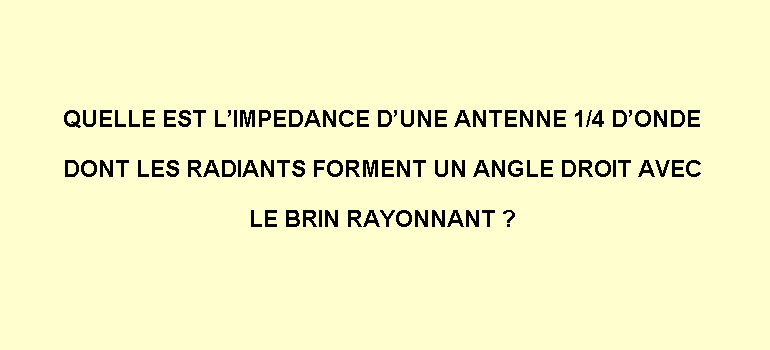 QUELLE EST L’IMPEDANCE D’UNE ANTENNE 1/4 D’ONDE
DONT LES RADIANTS FORMENT UN ANGLE DROIT AVEC
LE BRIN RAYONNANT ?